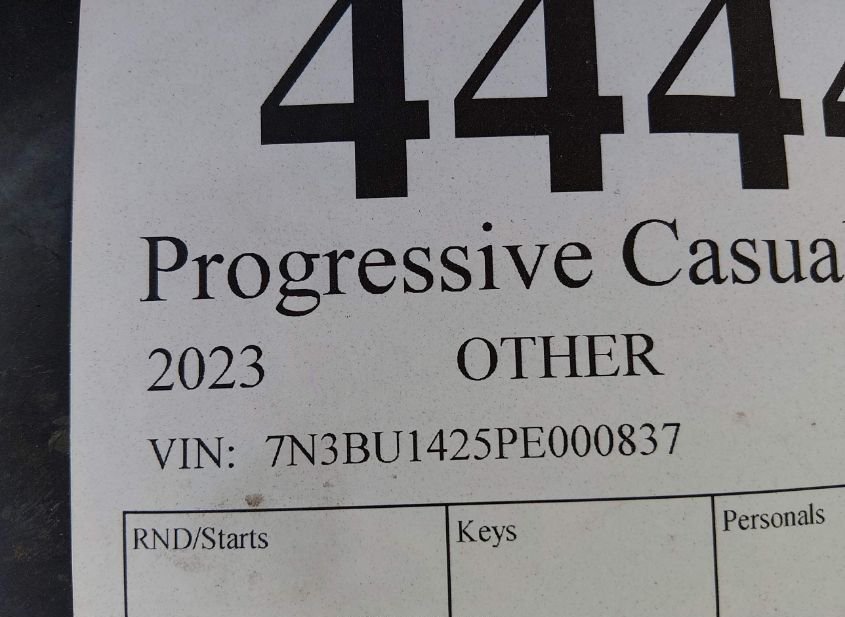 444
Progressive Casua
2023 OTHER
VIN: 7N3BU1425PE000837
RND/Starts Keys Personals